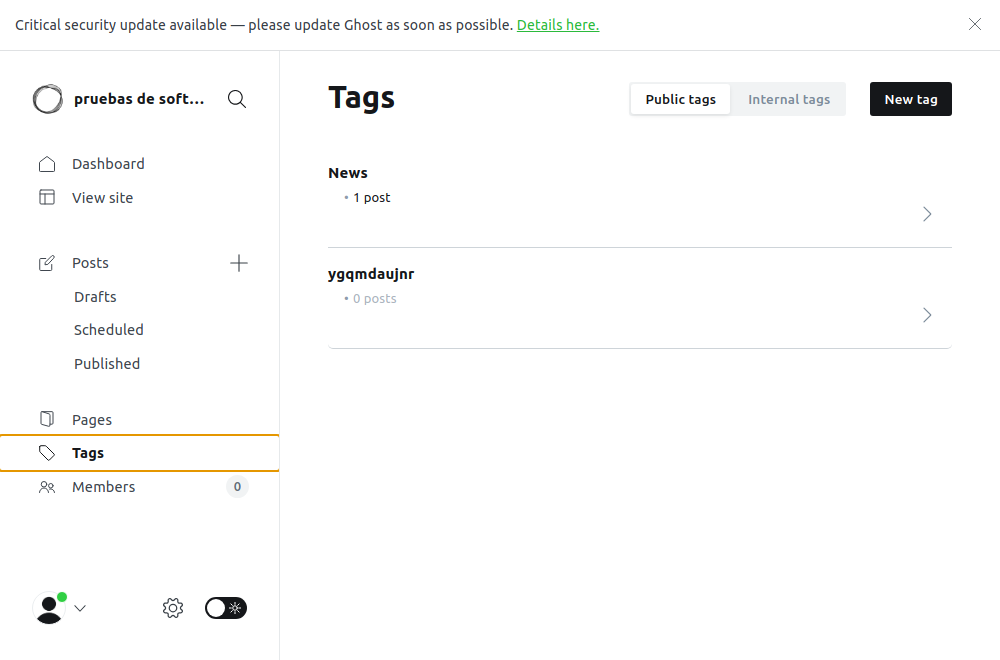 Critical security update available — please update Ghost as soon as possible. Details here.
pruebas de soft...
Dashboard
View site
Posts
Drafts
Scheduled
Published
Pages
Tags
Members 0
Tags
Public tags
Internal tags
New tag
News
• 1 post
ygqmdaujnr
• 0 posts